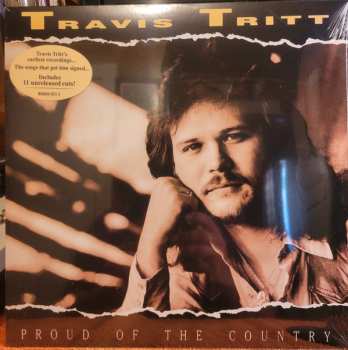 TRAVIS TRITT
Travis Tritt's
earliest recordings...
The songs that got him signed...
Includes
11 unreleased cuts!
PROUD OF THE COUNTRY